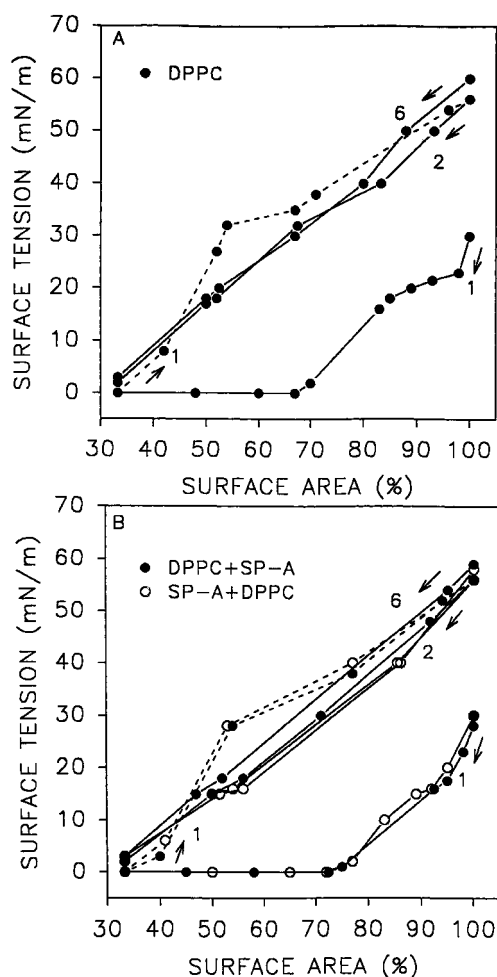 A
● DPPC
SURFACE TENSION (mN/m)
70
60
50
40
30
20
10
0
6
2
1
1
30 40 50 60 70 80 90 100
SURFACE AREA (%)
B
● DPPC+SP-A
○ SP-A+DPPC
SURFACE TENSION (mN/m)
70
60
50
40
30
20
10
0
6
2
1
1
30 40 50 60 70 80 90 100
SURFACE AREA (%)